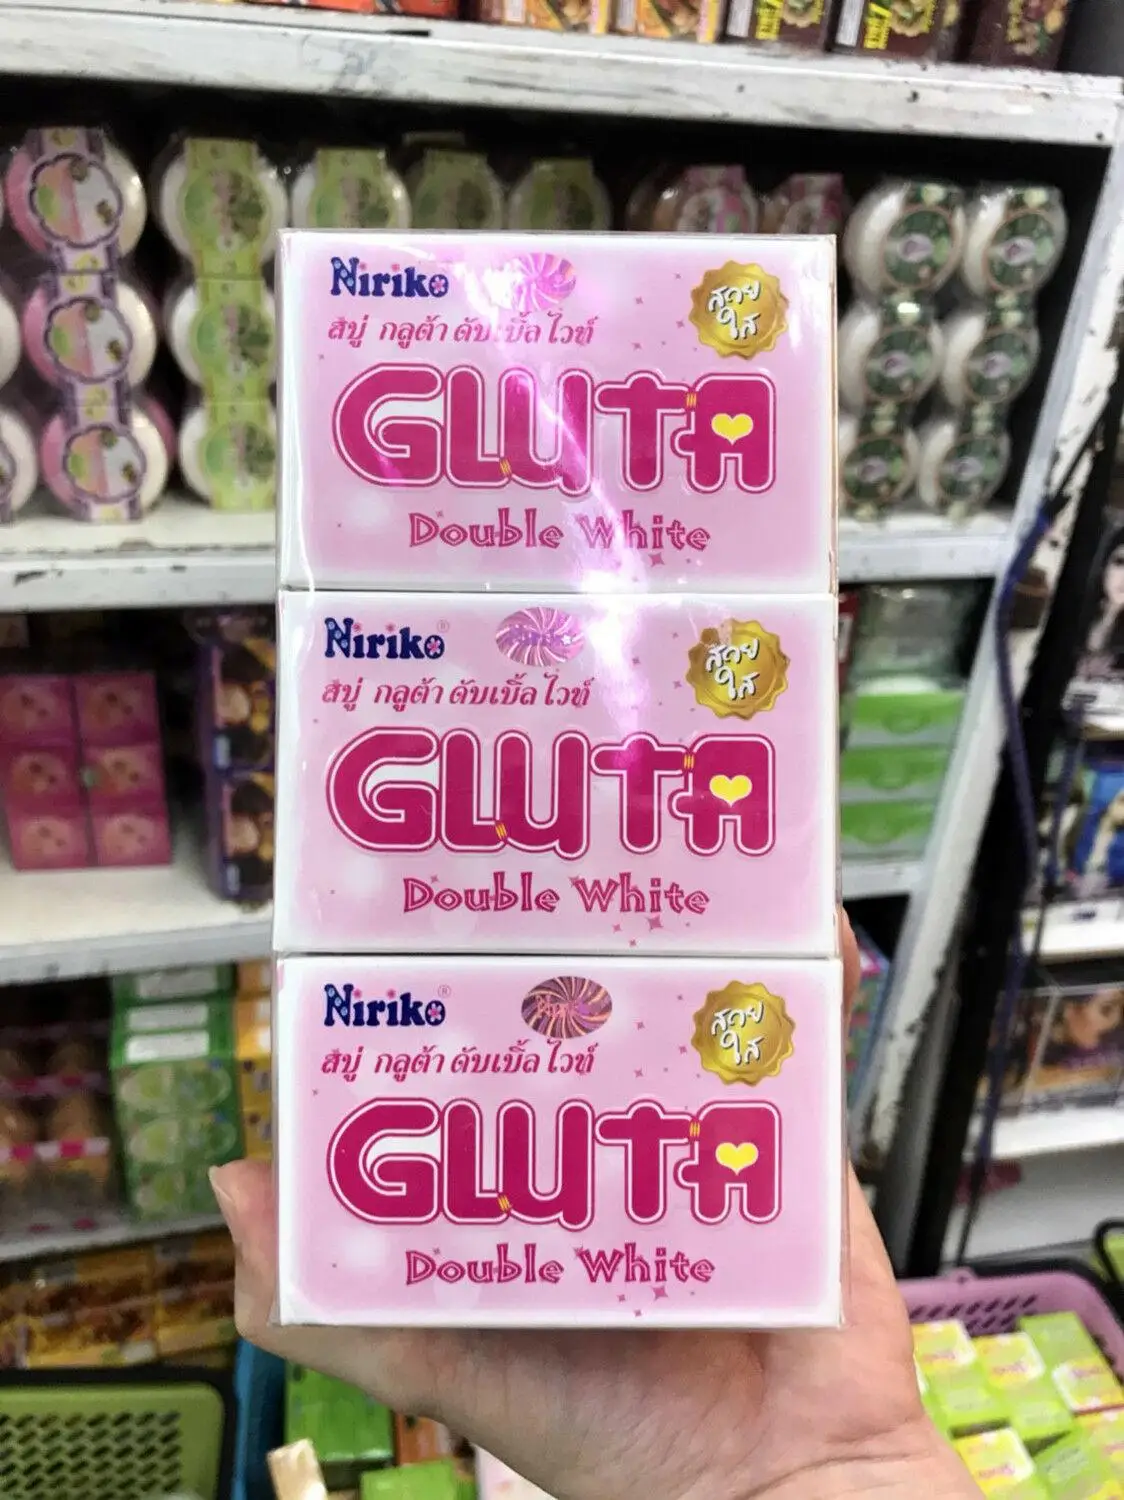 Niriko
สบู่ กลูต้า ดับเบิ้ล ไวท์
สวย
ใส
GLUTA
Double White
Niriko®
สบู่ กลูต้า ดับเบิ้ล ไวท์
สวย
ใส
GLUTA
Double White
Niriko®
สบู่ กลูต้า ดับเบิ้ล ไวท์
สวย
ใส
GLUTA
Double White